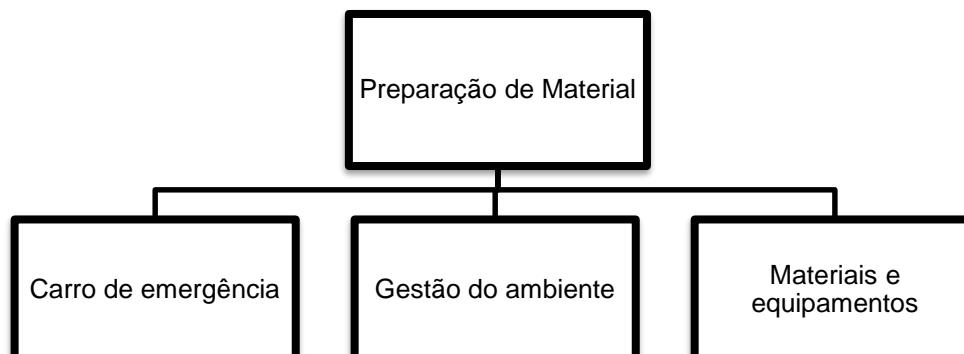 Preparação de Material
Carro de emergência
Gestão do ambiente
Materiais e
equipamentos